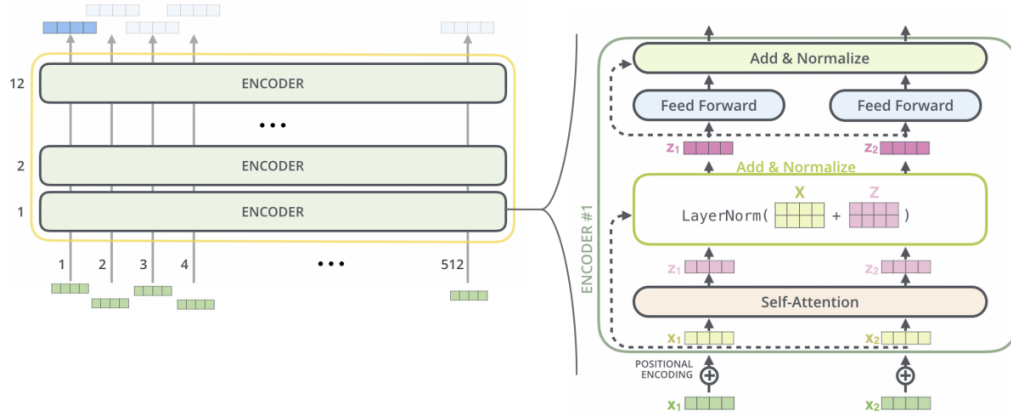 12
ENCODER
...
2
ENCODER
1
ENCODER
1
2
3
4
...
512
ENCODER #1
Add & Normalize
Feed Forward
Feed Forward
z1
z2
Add & Normalize
X
Z
LayerNorm( + )
z1
z2
Self-Attention
x1
x2
POSITIONAL
ENCODING
+
+
x1
x2